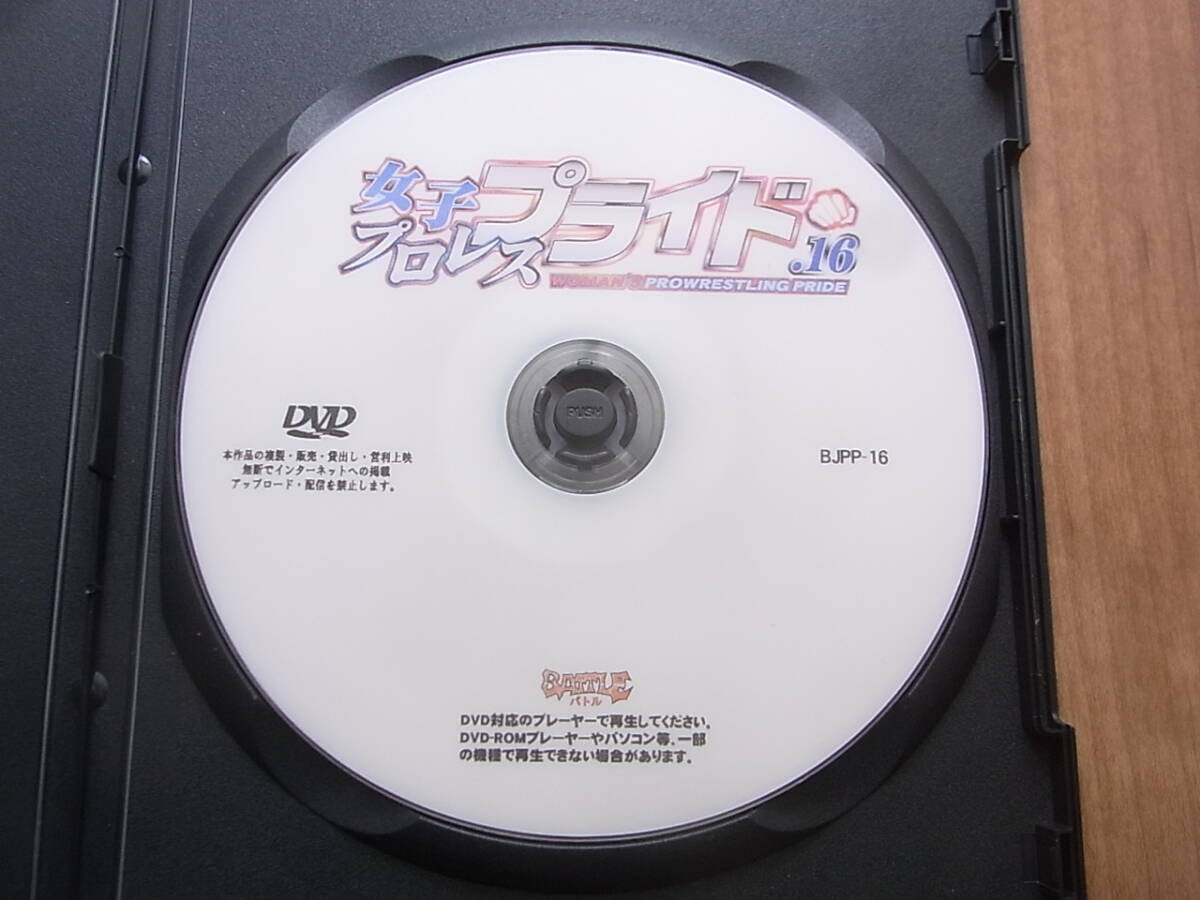 女子プロレス
プライド
.16
WOMAN'S PROWRESTLING PRIDE
DVD
本作品の複製・販売・貸出し・営利上映
無断でインターネットへの掲載
アップロード・配信を禁止します。
PUSH
BJPP-16
BATTLE
バトル
DVD対応のプレーヤーで再生してください。
DVD-ROMプレーヤーやパソコン等、一部
の機種で再生できない場合があります。